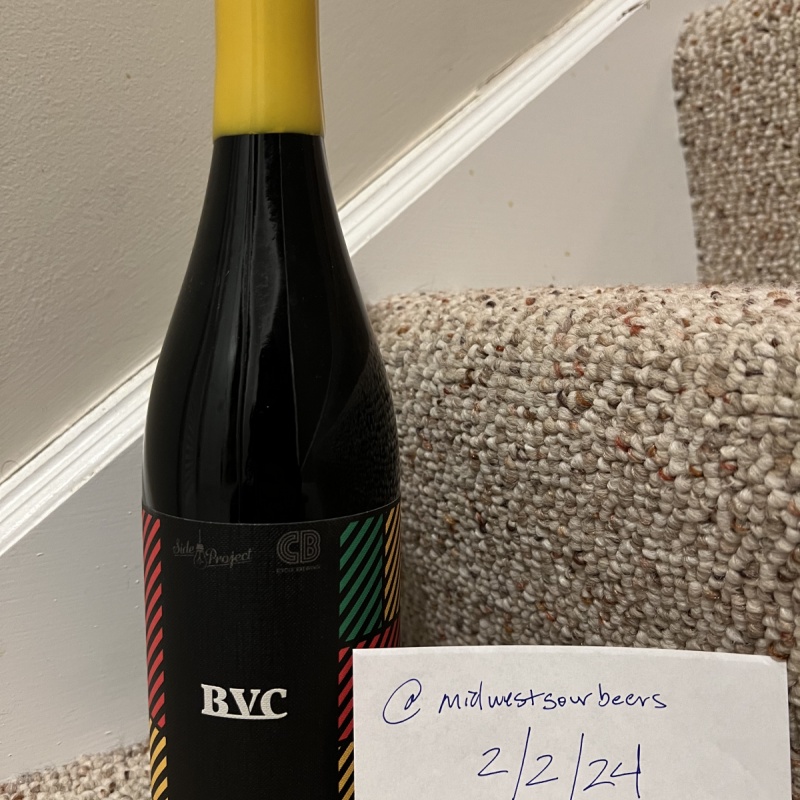 Side Project
CB
BVC
@ midwestsourbeers
2/2/24